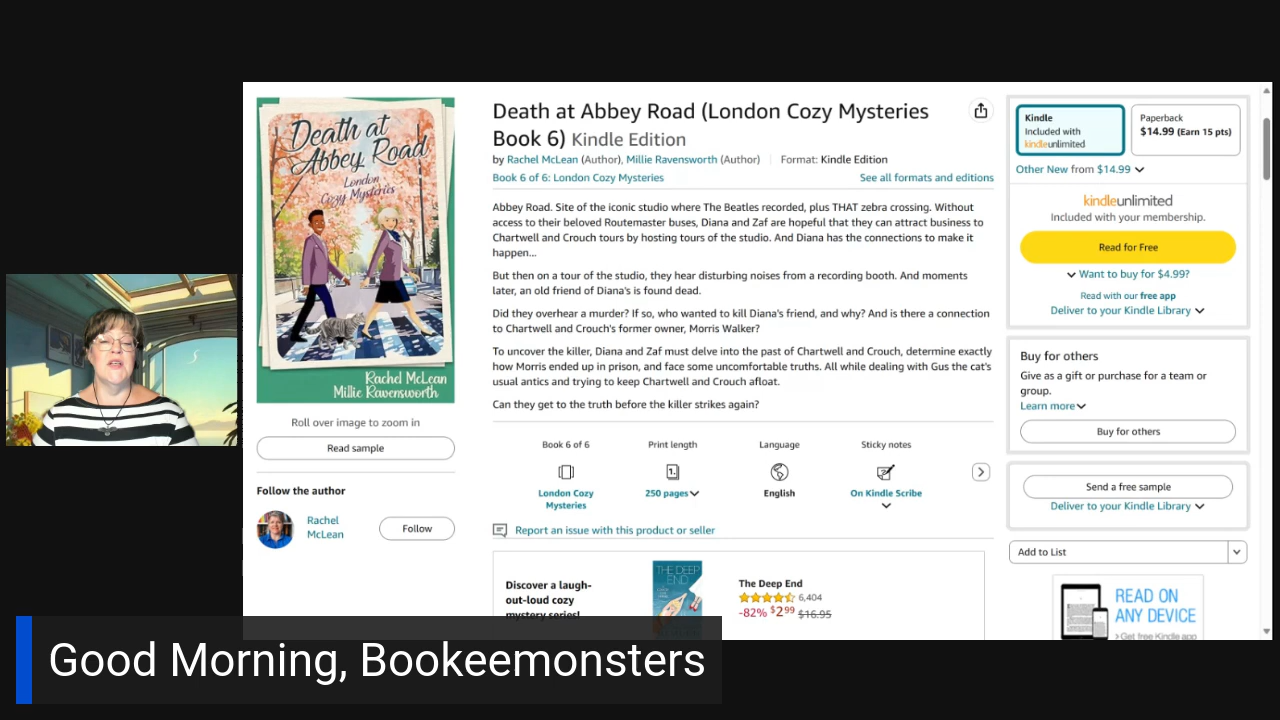 Death at
Abbey Road
London
Cozy Mysteries
Rachel McLean
Millie Ravensworth
Roll over image to zoom in
Read sample
Follow the author
Rachel
McLean
Follow
Death at Abbey Road (London Cozy Mysteries
Book 6) Kindle Edition
by Rachel McLean (Author), Millie Ravensworth (Author) | Format: Kindle Edition
Book 6 of 6: London Cozy Mysteries
See all formats and editions
Abbey Road. Site of the iconic studio where The Beatles recorded, plus THAT zebra crossing. Without
access to their beloved Routemaster buses, Diana and Zaf are hopeful that they can attract business to
Chartwell and Crouch tours by hosting tours of the studio. And Diana has the connections to make it
happen...
But then on a tour of the studio, they hear disturbing noises from a recording booth. And moments
later, an old friend of Diana's is found dead.
Did they overhear a murder? If so, who wanted to kill Diana's friend, and why? And is there a connection
to Chartwell and Crouch's former owner, Morris Walker?
To uncover the killer, Diana and Zaf must delve into the past of Chartwell and Crouch, determine exactly
how Morris ended up in prison, and face some uncomfortable truths. All while dealing with Gus the cat's
usual antics and trying to keep Chartwell and Crouch afloat.
Can they get to the truth before the killer strikes again?
Book 6 of 6
London Cozy
Mysteries
Print length
1.
250 pages
Language
English
Sticky notes
On Kindle Scribe
Report an issue with this product or seller
Discover a laugh-
out-loud cozy
mystery series!
THE DEEP
END
The Deep End
6,404
-82% $2.99 $16.95
Kindle
Included with
kindleunlimited
Paperback
$14.99 (Earn 15 pts)
Other New from $14.99
kindleunlimited
Included with your membership.
Read for Free
Want to buy for $4.99?
Read with our free app
Deliver to your Kindle Library
Buy for others
Give as a gift or purchase for a team or
group.
Learn more
Buy for others
Send a free sample
Deliver to your Kindle Library
Add to List
READ ON
ANY DEVICE
› Get free Kindle app
Good Morning, Bookeemonsters